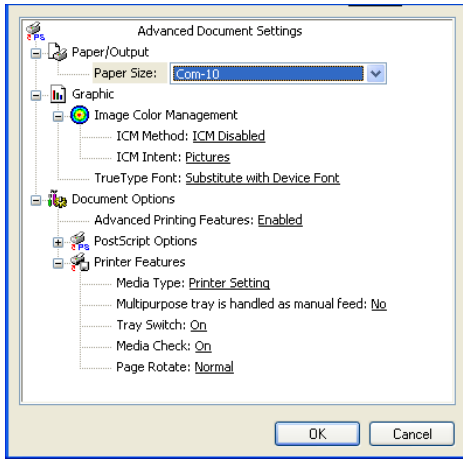 Advanced Document Settings
Paper/Output
Paper Size: Com-10
Graphic
Image Color Management
ICM Method: ICM Disabled
ICM Intent: Pictures
TrueType Font: Substitute with Device Font
Document Options
Advanced Printing Features: Enabled
PostScript Options
Printer Features
Media Type: Printer Setting
Multipurpose tray is handled as manual feed: No
Tray Switch: On
Media Check: On
Page Rotate: Normal
OK Cancel